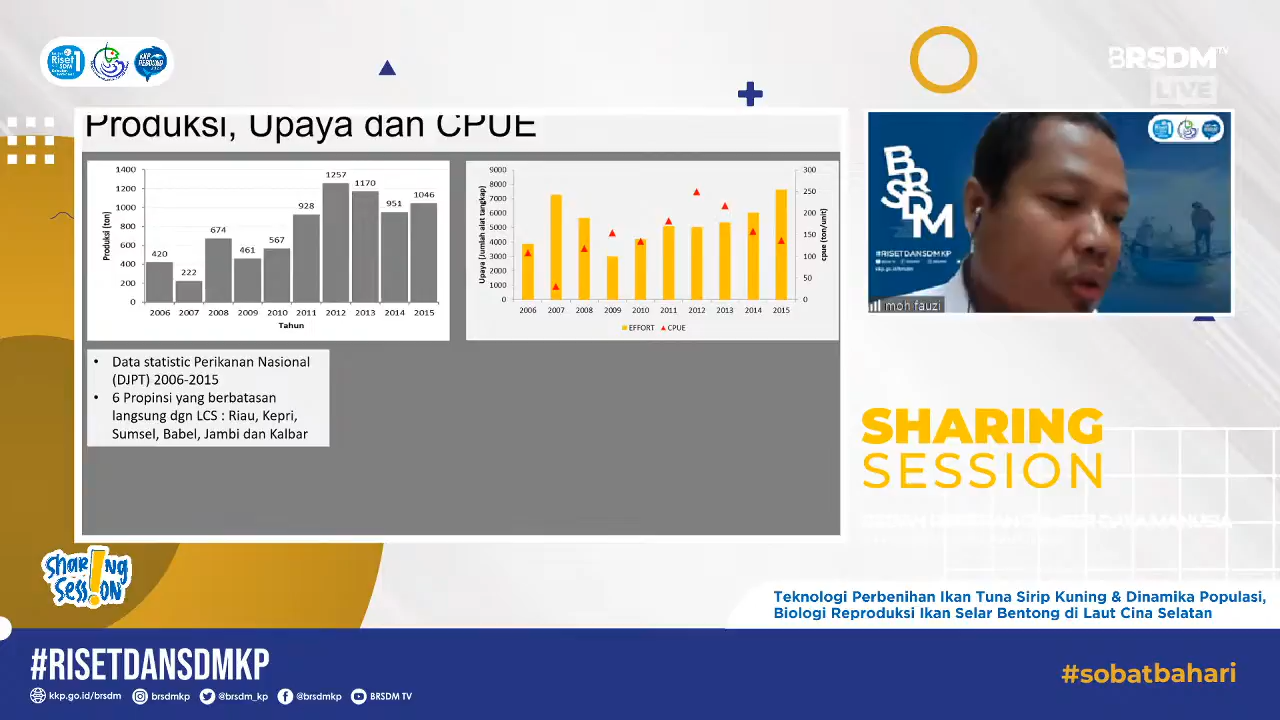 BRSDM TV
LIVE
Produksi, Upaya dan CPUE
1400
1200
1000
800
600
400
200
0
Produksi (ton)
420
222
674
461
567
928
1257
1170
951
1046
2006 2007 2008 2009 2010 2011 2012 2013 2014 2015
Tahun
9000
8000
7000
6000
5000
4000
3000
2000
1000
0
Upaya (Jumlah alat tangkap)
300
250
200
150
100
50
0
cpue (ton/unit)
2006 2007 2008 2009 2010 2011 2012 2013 2014 2015
EFFORT CPUE
• Data statistic Perikanan Nasional
(DJPT) 2006-2015
• 6 Propinsi yang berbatasan
langsung dgn LCS : Riau, Kepri,
Sumsel, Babel, Jambi dan Kalbar
BRSDM
#RISETDANSDMKP
kkp.go.id/brsdm
moh fauzi
SHARING
SESSION
Sharing
Session
Teknologi Perbenihan Ikan Tuna Sirip Kuning & Dinamika Populasi,
Biologi Reproduksi Ikan Selar Bentong di Laut Cina Selatan
#RISETDANSDMKP
kkp.go.id/brsdm brsdmkp @brsdm_kp @brsdmkp BRSDM TV
#sobatbahari